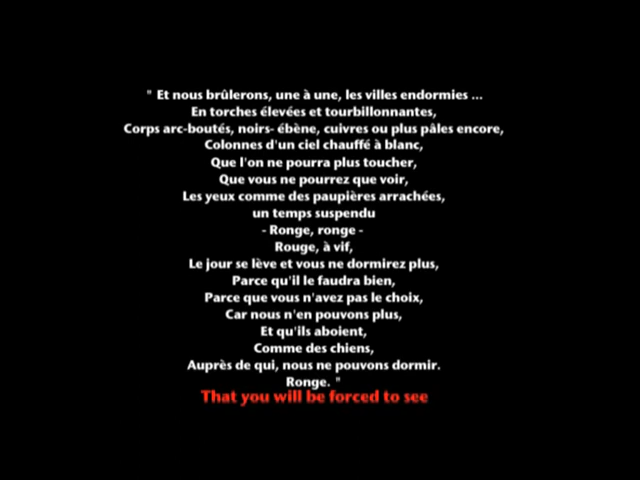 " Et nous brûlerons, une à une, les villes endormies ...
En torches élevées et tourbillonnantes,
Corps arc-boutés, noirs- ébène, cuivres ou plus pâles encore,
Colonnes d'un ciel chauffé à blanc,
Que l'on ne pourra plus toucher,
Que vous ne pourrez que voir,
Les yeux comme des paupières arrachées,
un temps suspendu
- Ronge, ronge -
Rouge, à vif,
Le jour se lève et vous ne dormirez plus,
Parce qu'il le faudra bien,
Parce que vous n'avez pas le choix,
Car nous n'en pouvons plus,
Et qu'ils aboient,
Comme des chiens,
Auprès de qui, nous ne pouvons dormir.
Ronge. "
That you will be forced to see